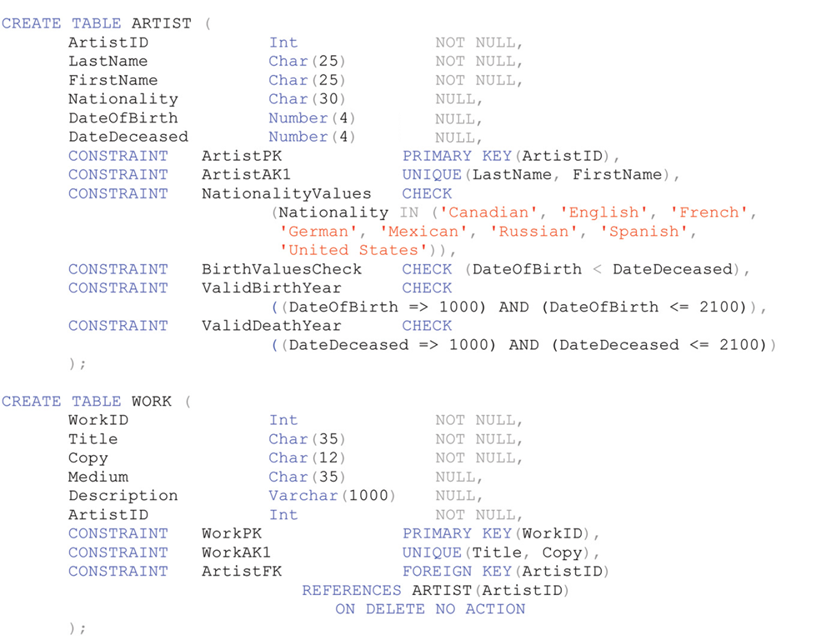 CREATE TABLE ARTIST (
ArtistID Int NOT NULL,
LastName Char(25) NOT NULL,
FirstName Char(25) NOT NULL,
Nationality Char(30) NULL,
DateOfBirth Number(4) NULL,
DateDeceased Number(4) NULL,
CONSTRAINT ArtistPK PRIMARY KEY(ArtistID),
CONSTRAINT ArtistAK1 UNIQUE(LastName, FirstName),
CONSTRAINT NationalityValues CHECK
(Nationality IN ('Canadian', 'English', 'French',
'German', 'Mexican', 'Russian', 'Spanish',
'United States')),
CONSTRAINT BirthValuesCheck CHECK (DateOfBirth < DateDeceased),
CONSTRAINT ValidBirthYear CHECK
((DateOfBirth => 1000) AND (DateOfBirth <= 2100)),
CONSTRAINT ValidDeathYear CHECK
((DateDeceased => 1000) AND (DateDeceased <= 2100))
);
CREATE TABLE WORK (
WorkID Int NOT NULL,
Title Char(35) NOT NULL,
Copy Char(12) NOT NULL,
Medium Char(35) NULL,
Description Varchar(1000) NULL,
ArtistID Int NOT NULL,
CONSTRAINT WorkPK PRIMARY KEY(WorkID),
CONSTRAINT WorkAK1 UNIQUE(Title, Copy),
CONSTRAINT ArtistFK FOREIGN KEY(ArtistID)
REFERENCES ARTIST(ArtistID)
ON DELETE NO ACTION
);